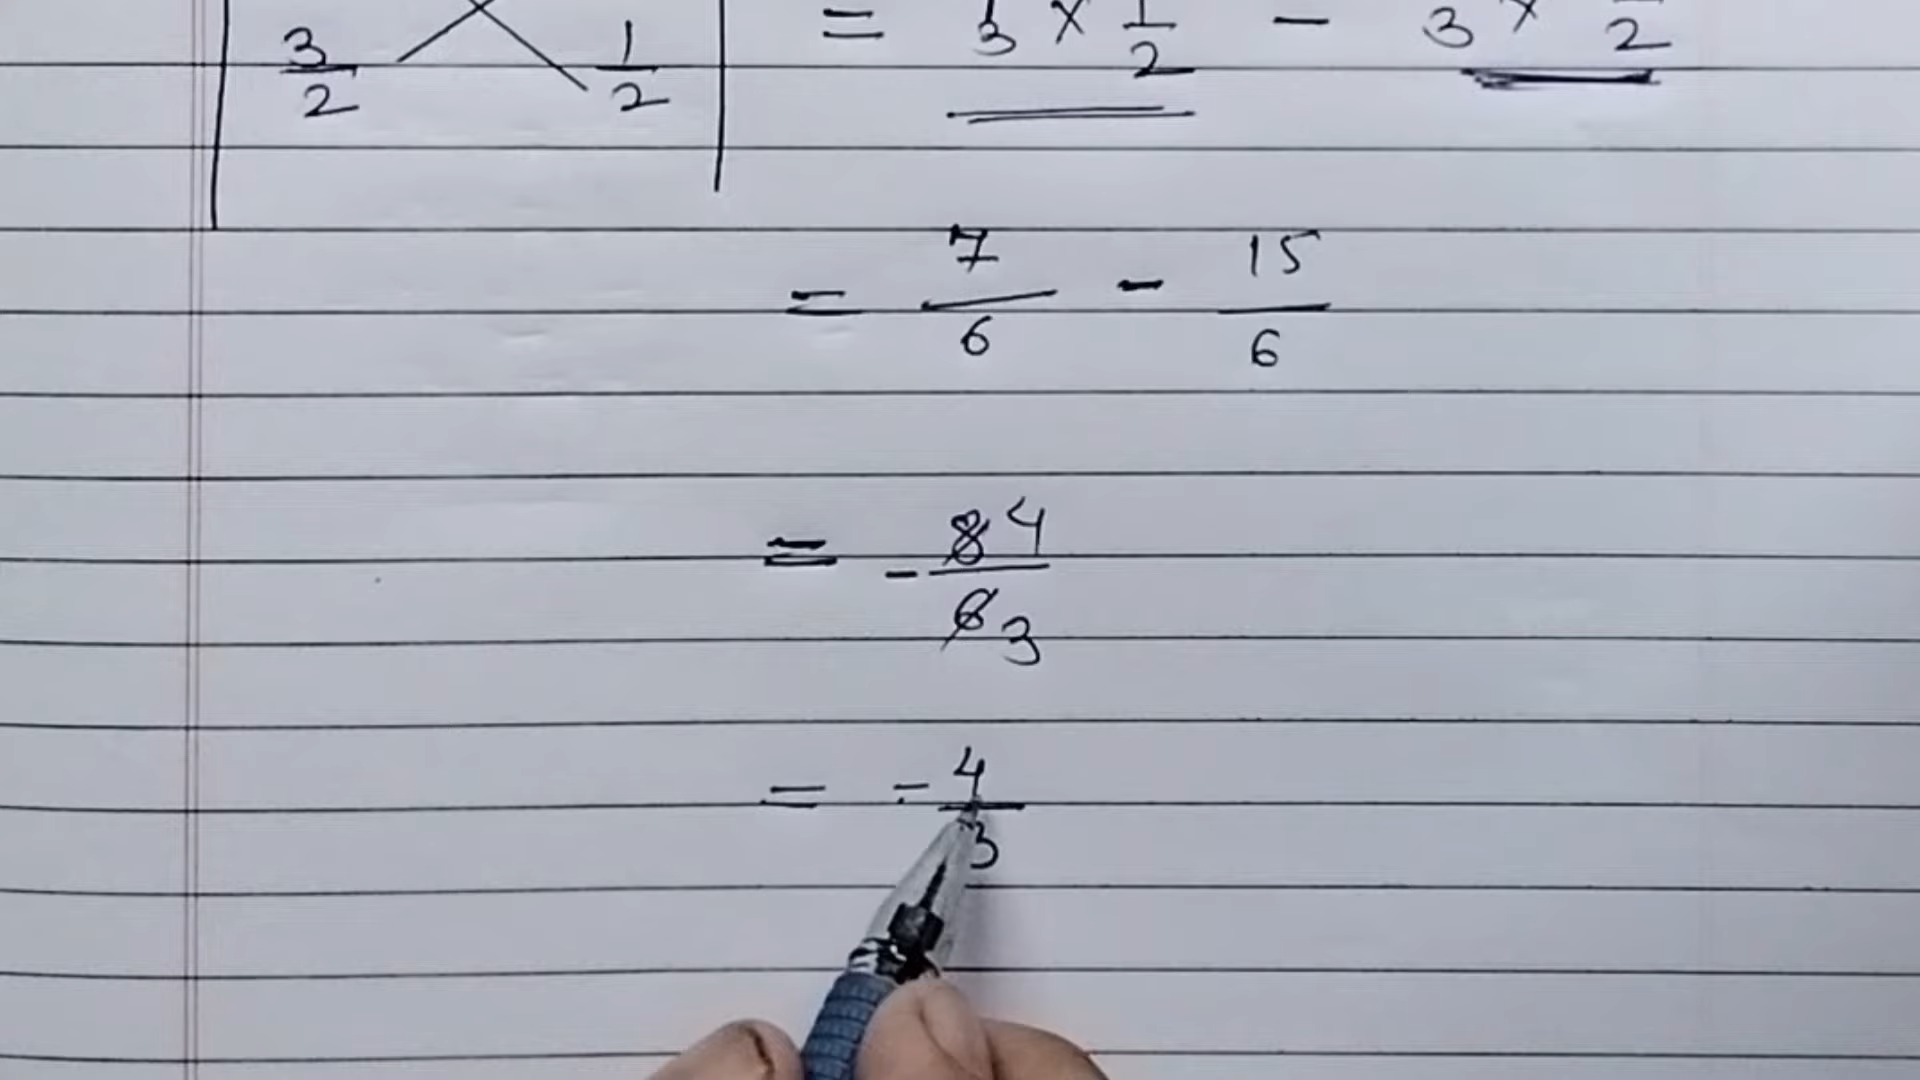 3/2 1/2 = 3 × 1/2 - 3 × 2
= 7/6 - 15/6
= - 8 4/6 3
= - 4/3